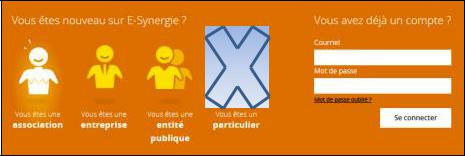 Vous êtes nouveau sur E-Synergie ?
Vous êtes une
association
Vous êtes une
entreprise
Vous êtes une
entité
publique
Vous êtes un
particulier
Vous avez déjà un compte ?
Courriel
Mot de passe
Mot de passe oublié ?
Se connecter